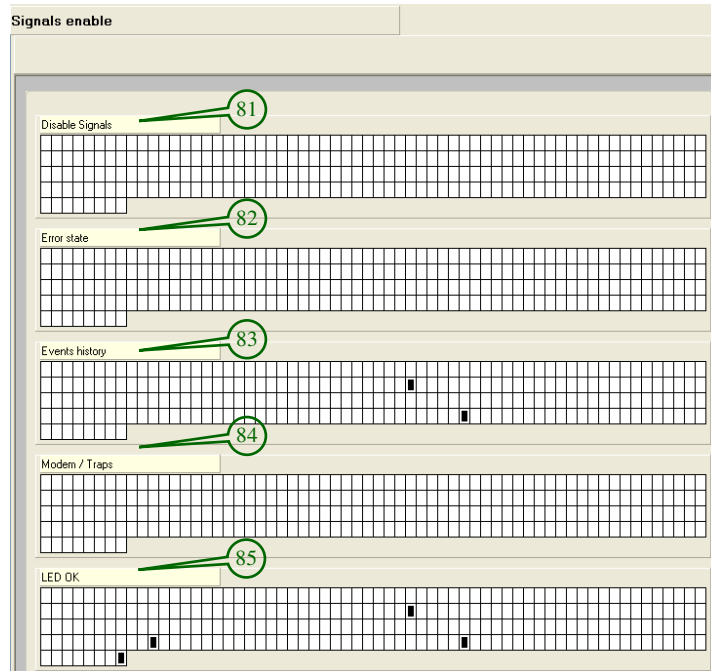 Signals enable
81
Disable Signals
82
Error state
83
Events history
84
Modem / Traps
85
LED OK